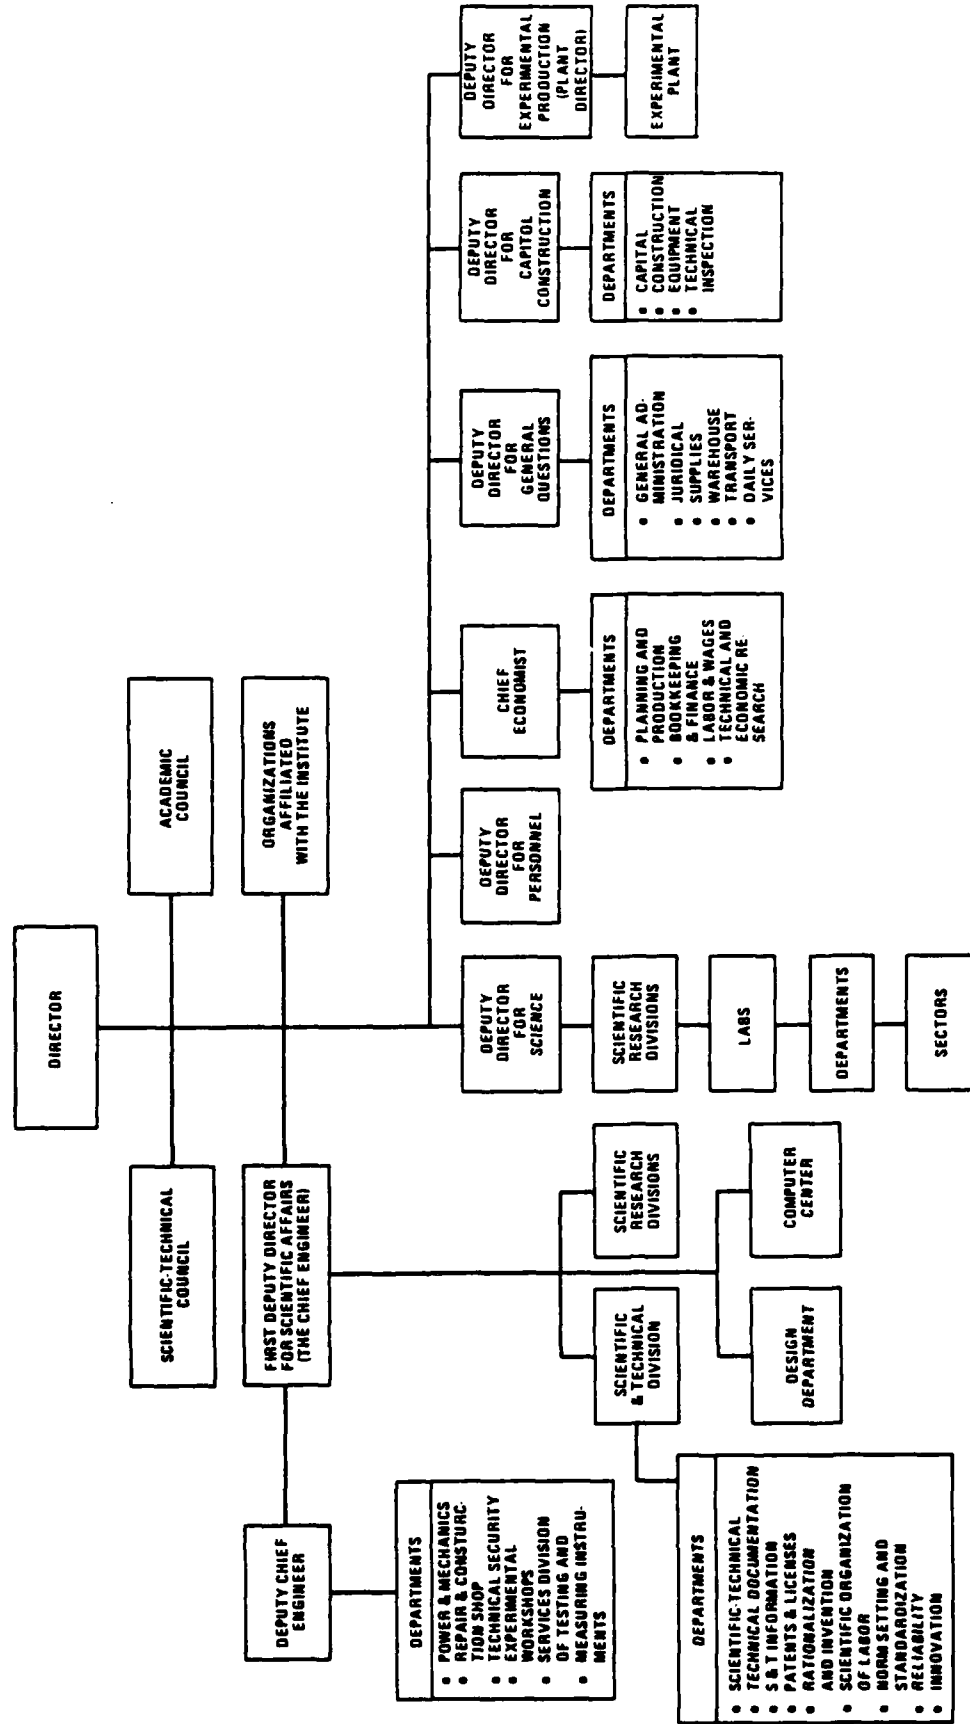 DIRECTOR
SCIENTIFIC-TECHNICAL
COUNCIL
ACADEMIC
COUNCIL
FIRST DEPUTY DIRECTOR
FOR SCIENTIFIC AFFAIRS
(THE CHIEF ENGINEER)
ORGANIZATIONS
AFFILIATED
WITH THE INSTITUTE
DEPUTY CHIEF
ENGINEER
DEPARTMENTS
• POWER & MECHANICS
• REPAIR & CONSTURC-
TION SHOP
• TECHNICAL SECURITY
• EXPERIMENTAL
WORKSHOPS
• SERVICES DIVISION
OF TESTING AND
• MEASURING INSTRU-
MENTS
SCIENTIFIC
& TECHNICAL
DIVISION
SCIENTIFIC
RESEARCH
DIVISIONS
DESIGN
DEPARTMENT
COMPUTER
CENTER
DEPARTMENTS
• SCIENTIFIC-TECHNICAL
• TECHNICAL DOCUMENTATION
• S & T INFORMATION
• PATENTS & LICENSES
• RATIONALIZATION
AND INVENTION
• SCIENTIFIC ORGANIZATION
OF LABOR
• NORM SETTING AND
STANDARDIZATION
• RELIABILITY
• INNOVATION
DEPUTY
DIRECTOR
FOR
SCIENCE
SCIENTIFIC
RESEARCH
DIVISIONS
LABS
DEPARTMENTS
SECTORS
DEPUTY
DIRECTOR
FOR
PERSONNEL
CHIEF
ECONOMIST
DEPARTMENTS
• PLANNING AND
PRODUCTION
• BOOKKEEPING
& FINANCE
• LABOR & WAGES
• TECHNICAL AND
ECONOMIC RE-
SEARCH
DEPUTY
DIRECTOR
FOR
GENERAL
QUESTIONS
DEPARTMENTS
• GENERAL AD-
MINISTRATION
• JURIDICAL
• SUPPLIES
• WAREHOUSE
• TRANSPORT
• DAILY SER-
VICES
DEPUTY
DIRECTOR
FOR
CAPITOL
CONSTRUCTION
DEPARTMENTS
• CAPITAL
• CONSTRUCTION
• EQUIPMENT
• TECHNICAL
INSPECTION
DEPUTY
DIRECTOR
FOR
EXPERIMENTAL
PRODUCTION
(PLANT
DIRECTOR)
EXPERIMENTAL
PLANT